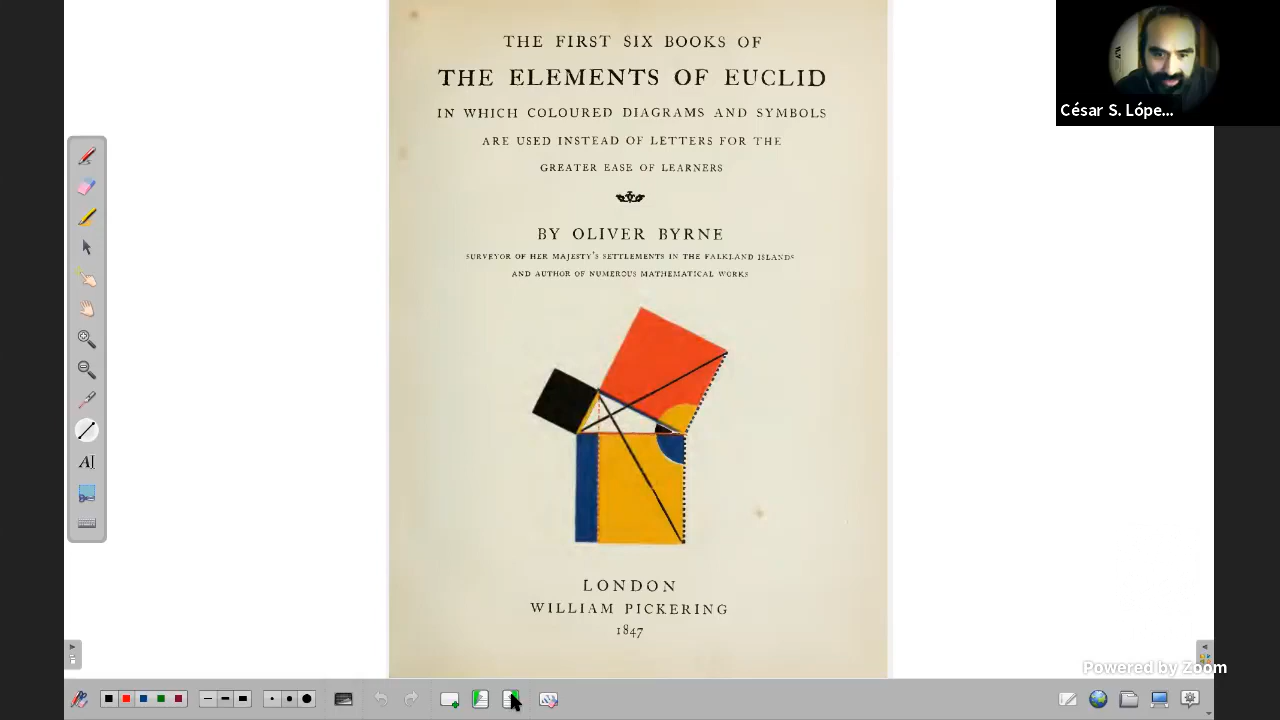 THE FIRST SIX BOOKS OF
THE ELEMENTS OF EUCLID
IN WHICH COLOURED DIAGRAMS AND SYMBOLS
ARE USED INSTEAD OF LETTERS FOR THE
GREATER EASE OF LEARNERS
BY OLIVER BYRNE
SURVEYOR OF HER MAJESTY'S SETTLEMENTS IN THE FALKLAND ISLANDS
AND AUTHOR OF NUMEROUS MATHEMATICAL WORKS
LONDON
WILLIAM PICKERING
1847
César S. Lópe...
AI
Powered by Zoom